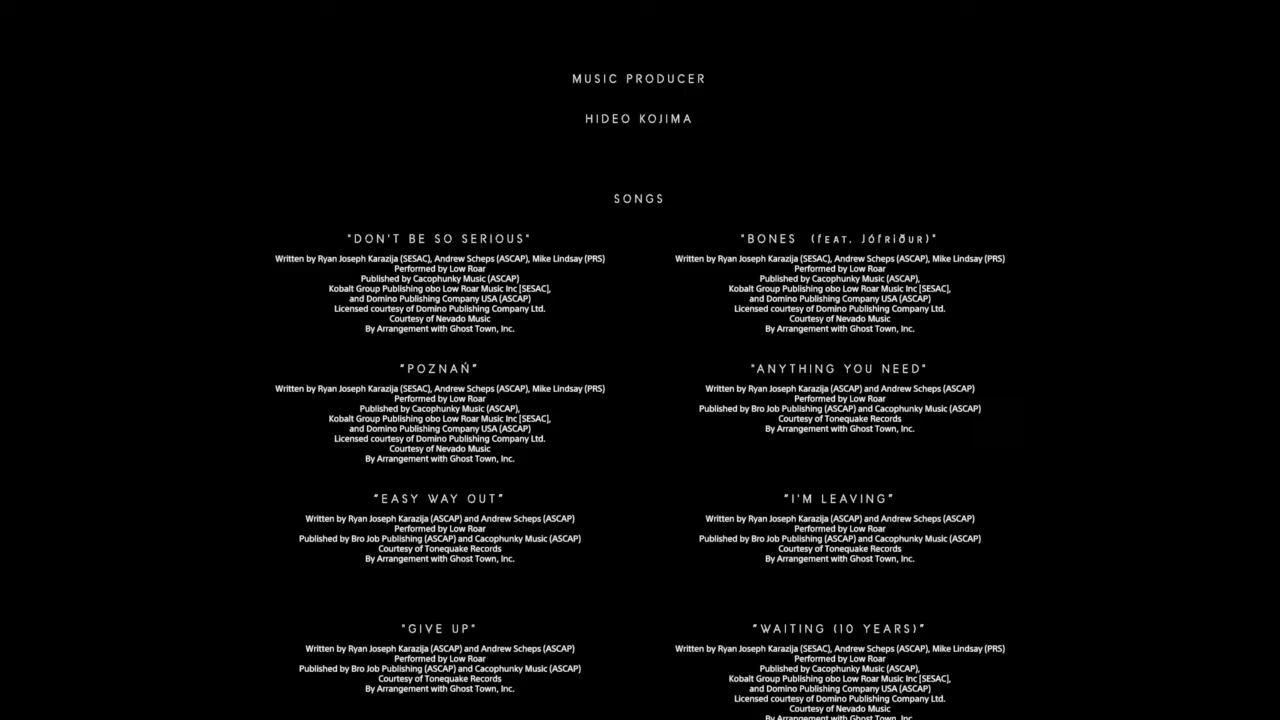 MUSIC PRODUCER
HIDEO KOJIMA
SONGS
"DON'T BE SO SERIOUS"
Written by Ryan Joseph Karazija (SESAC), Andrew Scheps (ASCAP), Mike Lindsay (PRS)
Performed by Low Roar
Published by Cacophunky Music (ASCAP)
Kobalt Group Publishing obo Low Roar Music Inc [SESAC],
and Domino Publishing Company USA (ASCAP)
Licensed courtesy of Domino Publishing Company Ltd.
Courtesy of Nevado Music
By Arrangement with Ghost Town, Inc.
"BONES (feat. Jófríður)"
Written by Ryan Joseph Karazija (SESAC), Andrew Scheps (ASCAP), Mike Lindsay (PRS)
Performed by Low Roar
Published by Cacophunky Music (ASCAP),
Kobalt Group Publishing obo Low Roar Music Inc [SESAC],
and Domino Publishing Company USA (ASCAP)
Licensed courtesy of Domino Publishing Company Ltd.
Courtesy of Nevado Music
By Arrangement with Ghost Town, Inc.
"POZNAŃ"
Written by Ryan Joseph Karazija (SESAC), Andrew Scheps (ASCAP), Mike Lindsay (PRS)
Performed by Low Roar
Published by Cacophunky Music (ASCAP),
Kobalt Group Publishing obo Low Roar Music Inc [SESAC],
and Domino Publishing Company USA (ASCAP)
Licensed courtesy of Domino Publishing Company Ltd.
Courtesy of Nevado Music
By Arrangement with Ghost Town, Inc.
"ANYTHING YOU NEED"
Written by Ryan Joseph Karazija (ASCAP) and Andrew Scheps (ASCAP)
Performed by Low Roar
Published by Bro Job Publishing (ASCAP) and Cacophunky Music (ASCAP)
Courtesy of Tonequake Records
By Arrangement with Ghost Town, Inc.
"EASY WAY OUT"
Written by Ryan Joseph Karazija (ASCAP) and Andrew Scheps (ASCAP)
Performed by Low Roar
Published by Bro Job Publishing (ASCAP) and Cacophunky Music (ASCAP)
Courtesy of Tonequake Records
By Arrangement with Ghost Town, Inc.
"I'M LEAVING"
Written by Ryan Joseph Karazija (ASCAP) and Andrew Scheps (ASCAP)
Performed by Low Roar
Published by Bro Job Publishing (ASCAP) and Cacophunky Music (ASCAP)
Courtesy of Tonequake Records
By Arrangement with Ghost Town, Inc.
"GIVE UP"
Written by Ryan Joseph Karazija (ASCAP) and Andrew Scheps (ASCAP)
Performed by Low Roar
Published by Bro Job Publishing (ASCAP) and Cacophunky Music (ASCAP)
Courtesy of Tonequake Records
By Arrangement with Ghost Town, Inc.
"WAITING (10 YEARS)"
Written by Ryan Joseph Karazija (SESAC), Andrew Scheps (ASCAP), Mike Lindsay (PRS)
Performed by Low Roar
Published by Cacophunky Music (ASCAP),
Kobalt Group Publishing obo Low Roar Music Inc [SESAC],
and Domino Publishing Company USA (ASCAP)
Licensed courtesy of Domino Publishing Company Ltd.
Courtesy of Nevado Music
By Arrangement with Ghost Town, Inc.